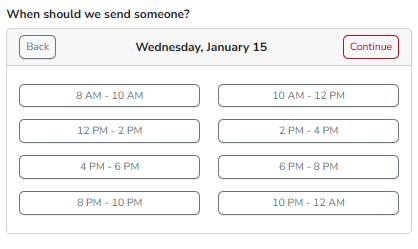 When should we send someone?
Back Wednesday, January 15 Continue
8 AM - 10 AM 10 AM - 12 PM
12 PM - 2 PM 2 PM - 4 PM
4 PM - 6 PM 6 PM - 8 PM
8 PM - 10 PM 10 PM - 12 AM